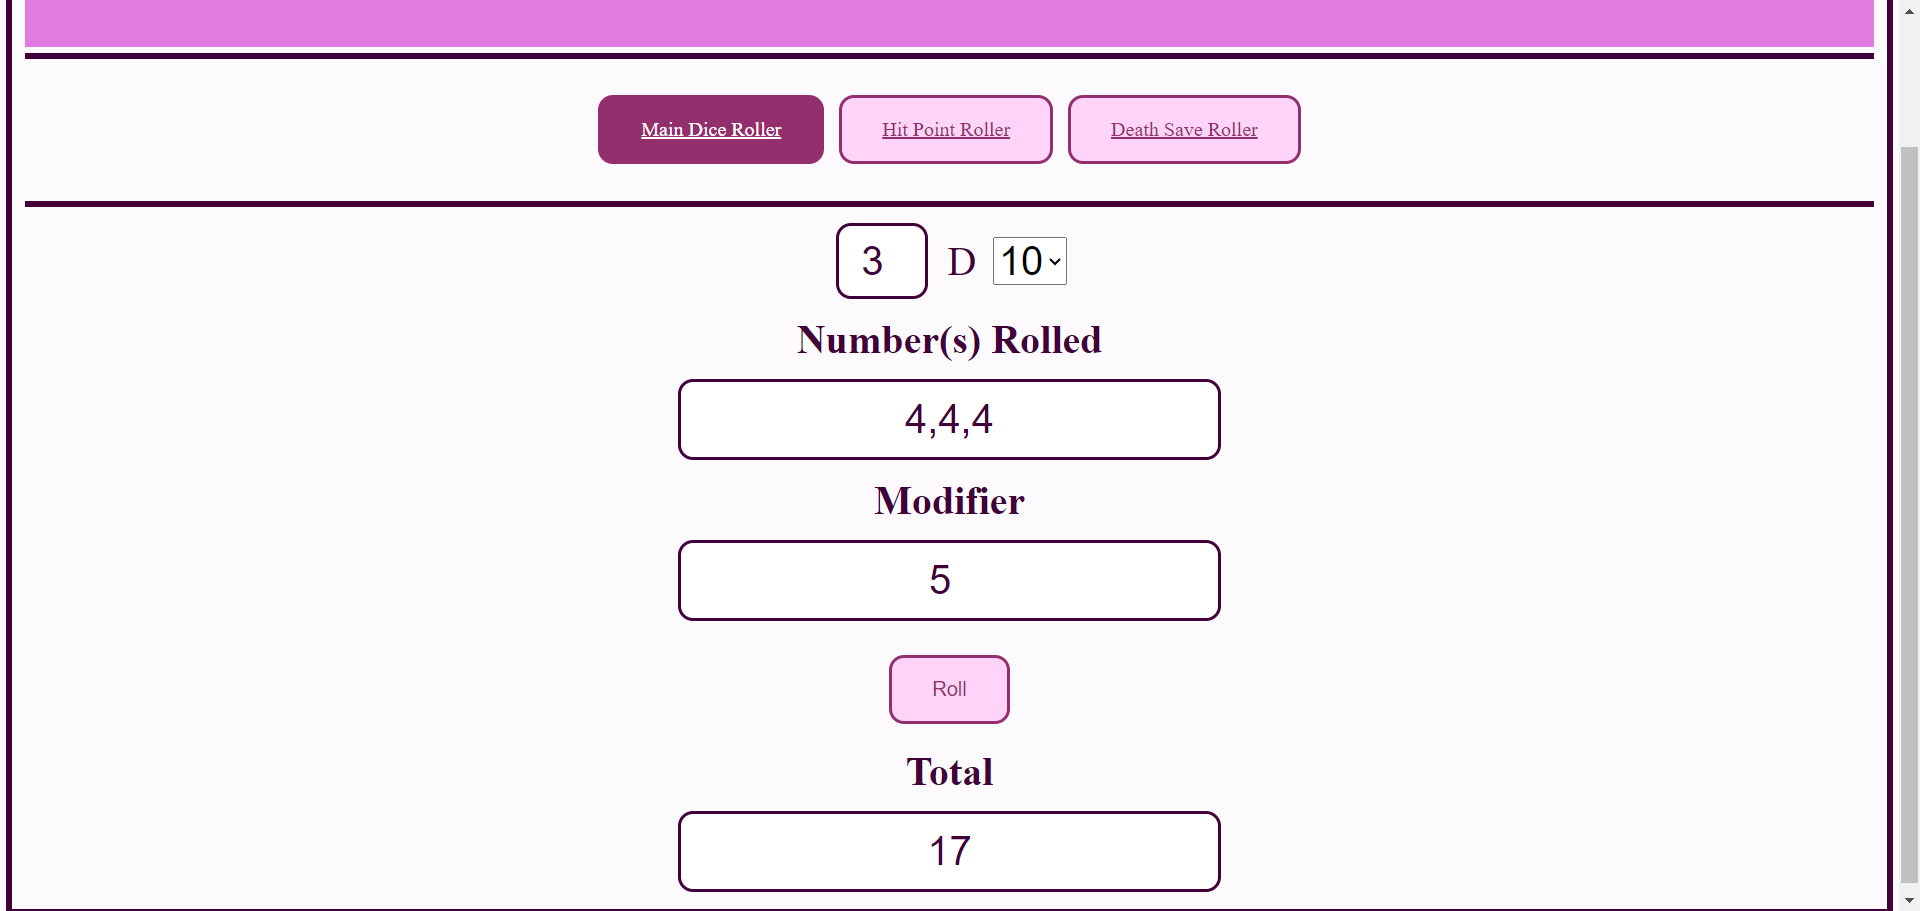 Main Dice Roller Hit Point Roller Death Save Roller
3 D 10
Number(s) Rolled
4,4,4
Modifier
5
Roll
Total
17